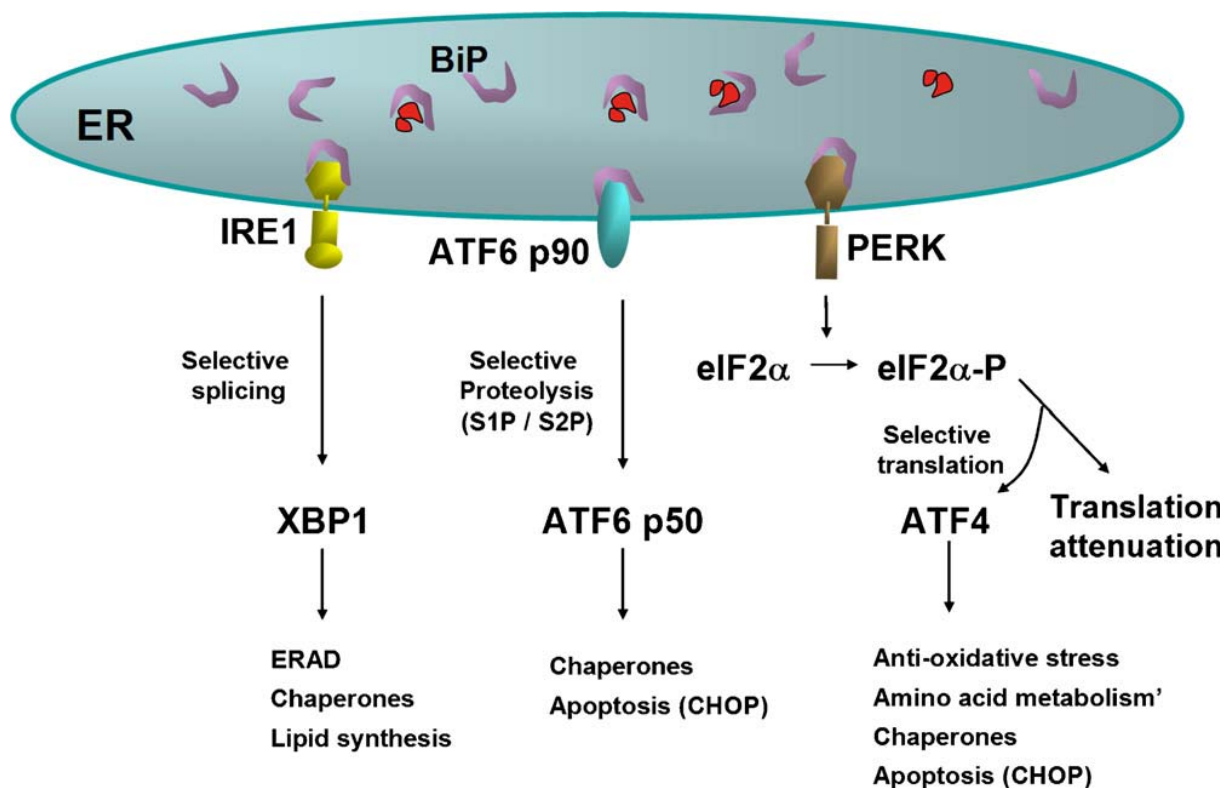 BiP
ER
IRE1
ATF6 p90
PERK
Selective
splicing
Selective
Proteolysis
(S1P / S2P)
eIF2α
eIF2α-P
Selective
translation
XBP1
ATF6 p50
ATF4
Translation
attenuation
ERAD
Chaperones
Lipid synthesis
Chaperones
Apoptosis (CHOP)
Anti-oxidative stress
Amino acid metabolism’
Chaperones
Apoptosis (CHOP)